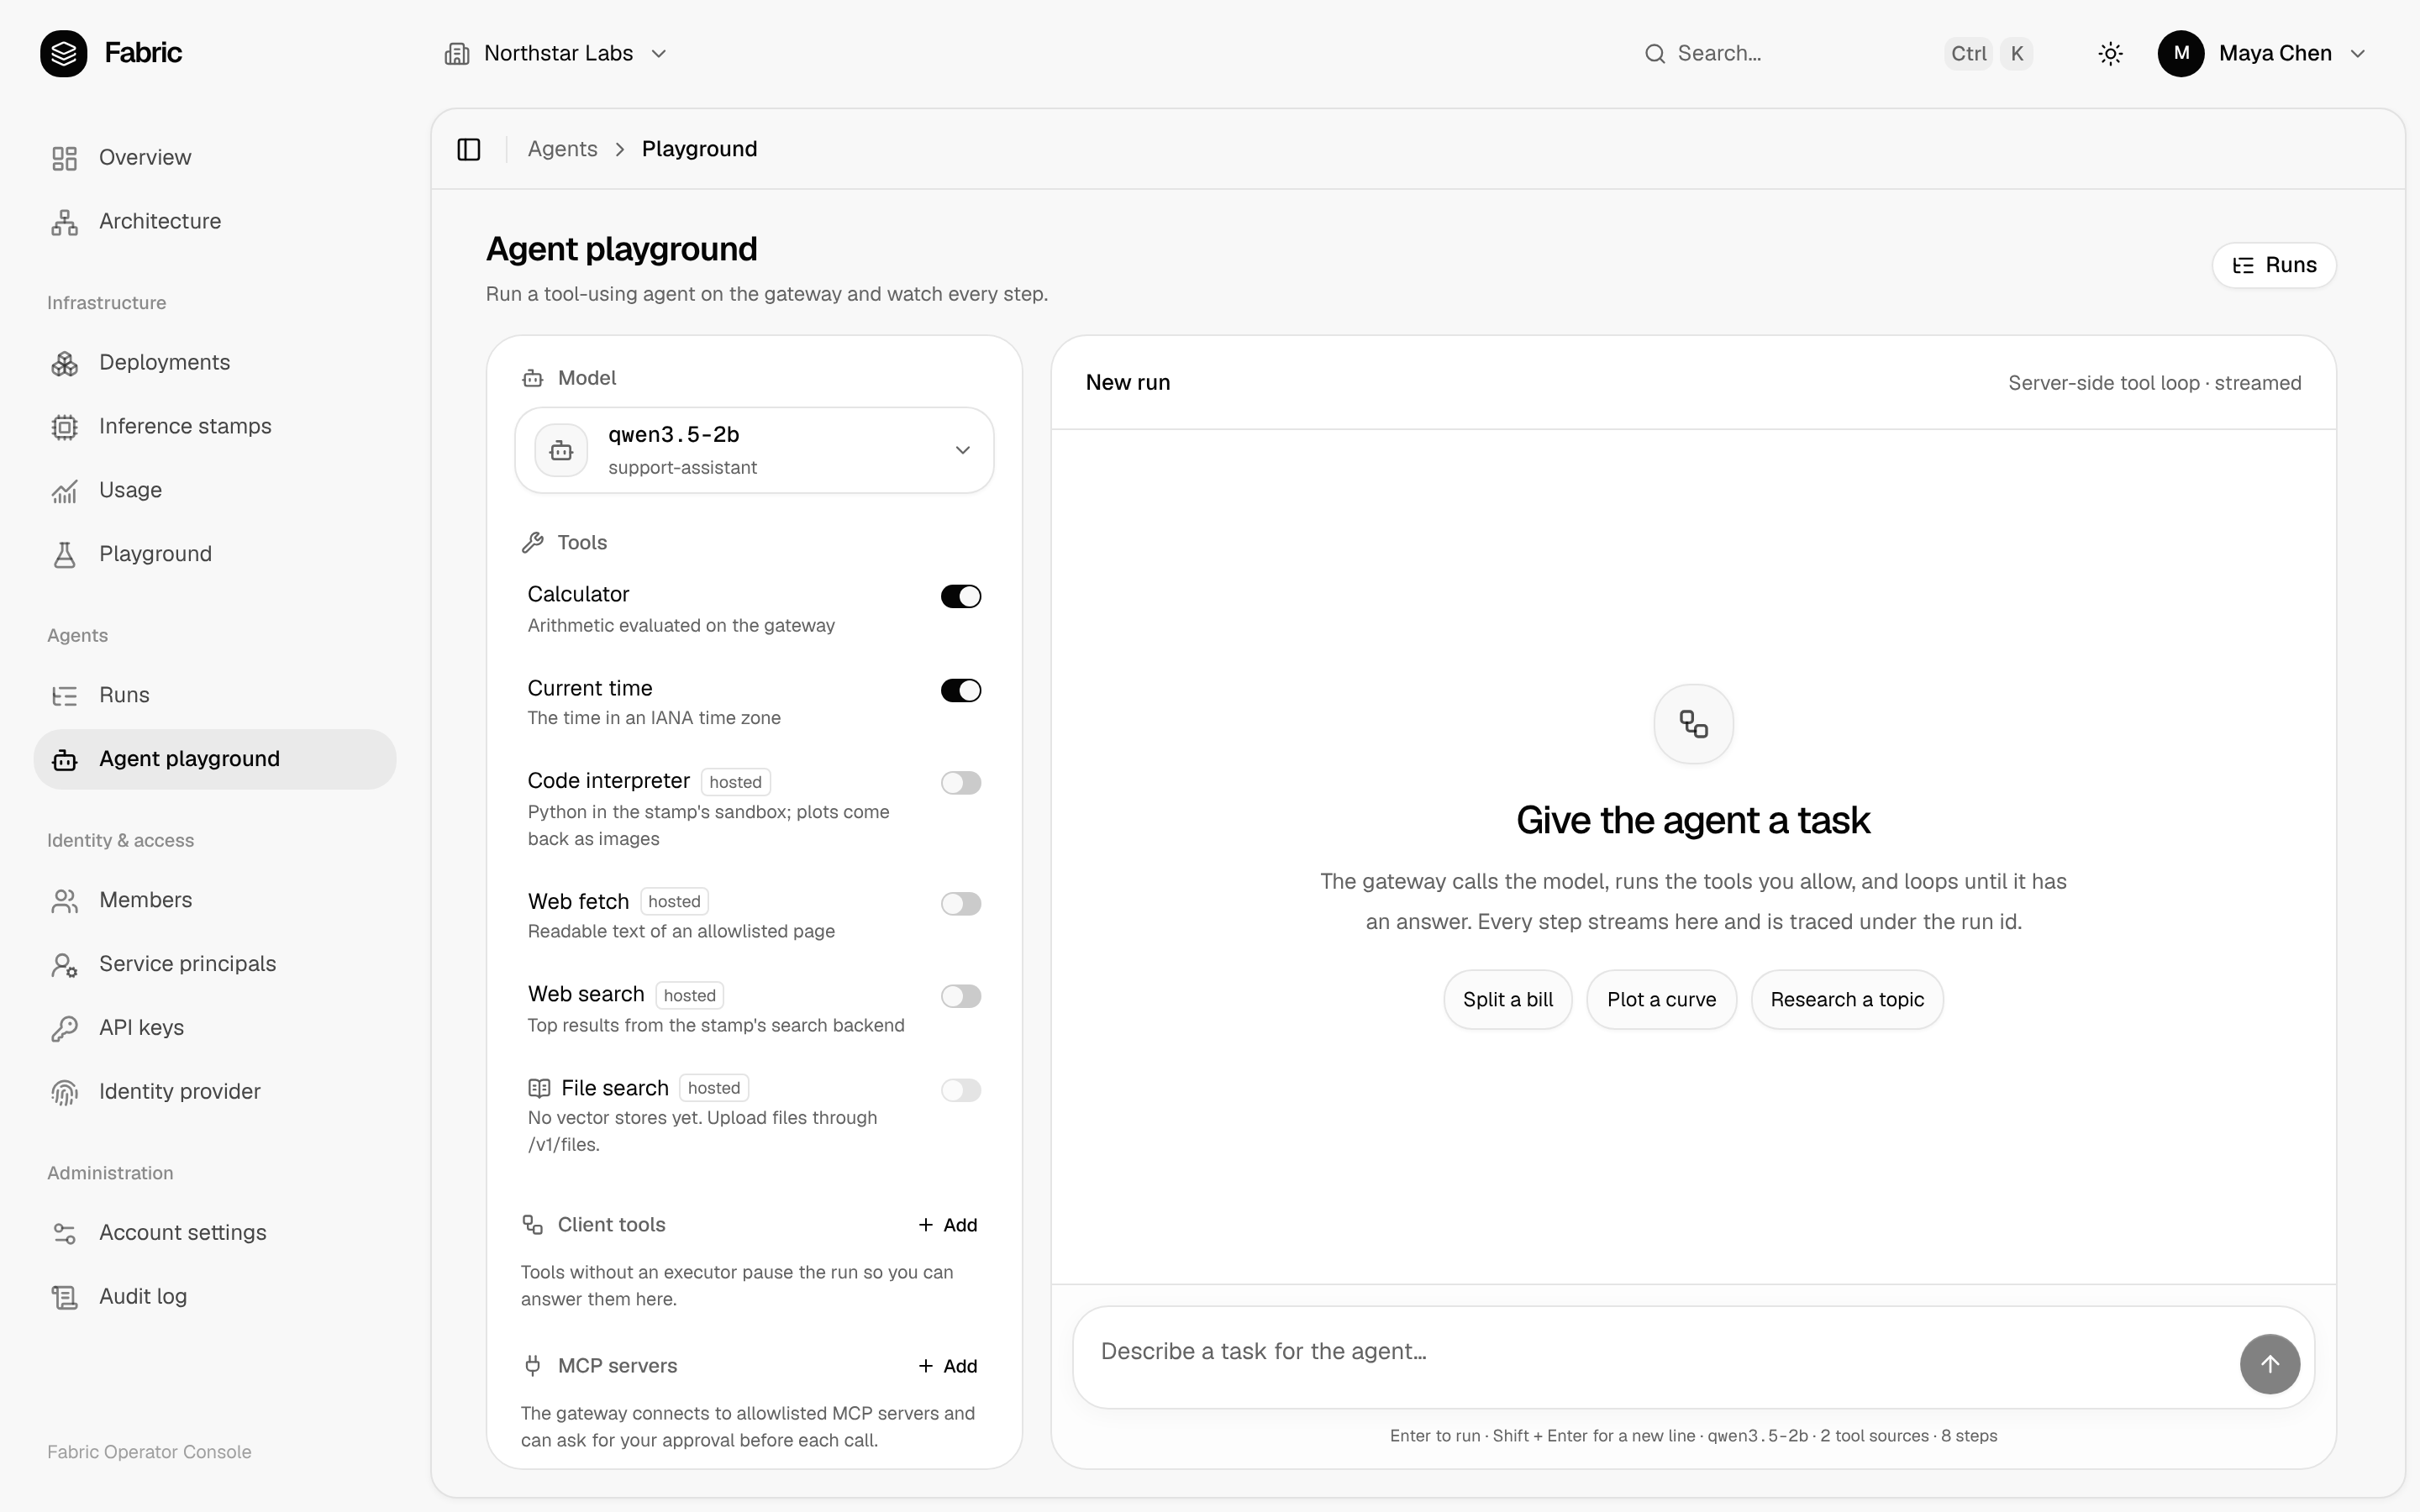 Fabric
Northstar Labs
Search...
Ctrl K
M
Maya Chen
Overview
Architecture
Infrastructure
Deployments
Inference stamps
Usage
Playground
Agents
Runs
Agent playground
Identity & access
Members
Service principals
API keys
Identity provider
Administration
Account settings
Audit log
Fabric Operator Console
Agents
Playground
Agent playground
Run a tool-using agent on the gateway and watch every step.
Runs
Model
qwen3.5-2b
support-assistant
Tools
Calculator
Arithmetic evaluated on the gateway
Current time
The time in an IANA time zone
Code interpreter hosted
Python in the stamp's sandbox; plots come
back as images
Web fetch hosted
Readable text of an allowlisted page
Web search hosted
Top results from the stamp's search backend
File search hosted
No vector stores yet. Upload files through
/v1/files.
Client tools
+ Add
Tools without an executor pause the run so you can
answer them here.
MCP servers
+ Add
The gateway connects to allowlisted MCP servers and
can ask for your approval before each call.
New run
Server-side tool loop · streamed
Give the agent a task
The gateway calls the model, runs the tools you allow, and loops until it has
an answer. Every step streams here and is traced under the run id.
Split a bill
Plot a curve
Research a topic
Describe a task for the agent...
Enter to run · Shift + Enter for a new line · qwen3.5-2b · 2 tool sources · 8 steps